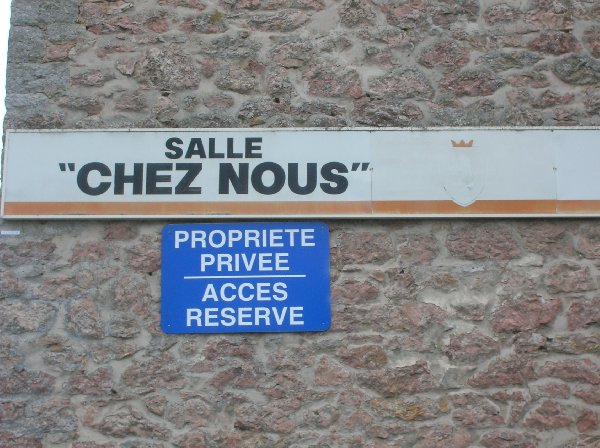 SALLE
"CHEZ NOUS"
PROPRIETE
PRIVEE
ACCES
RESERVE